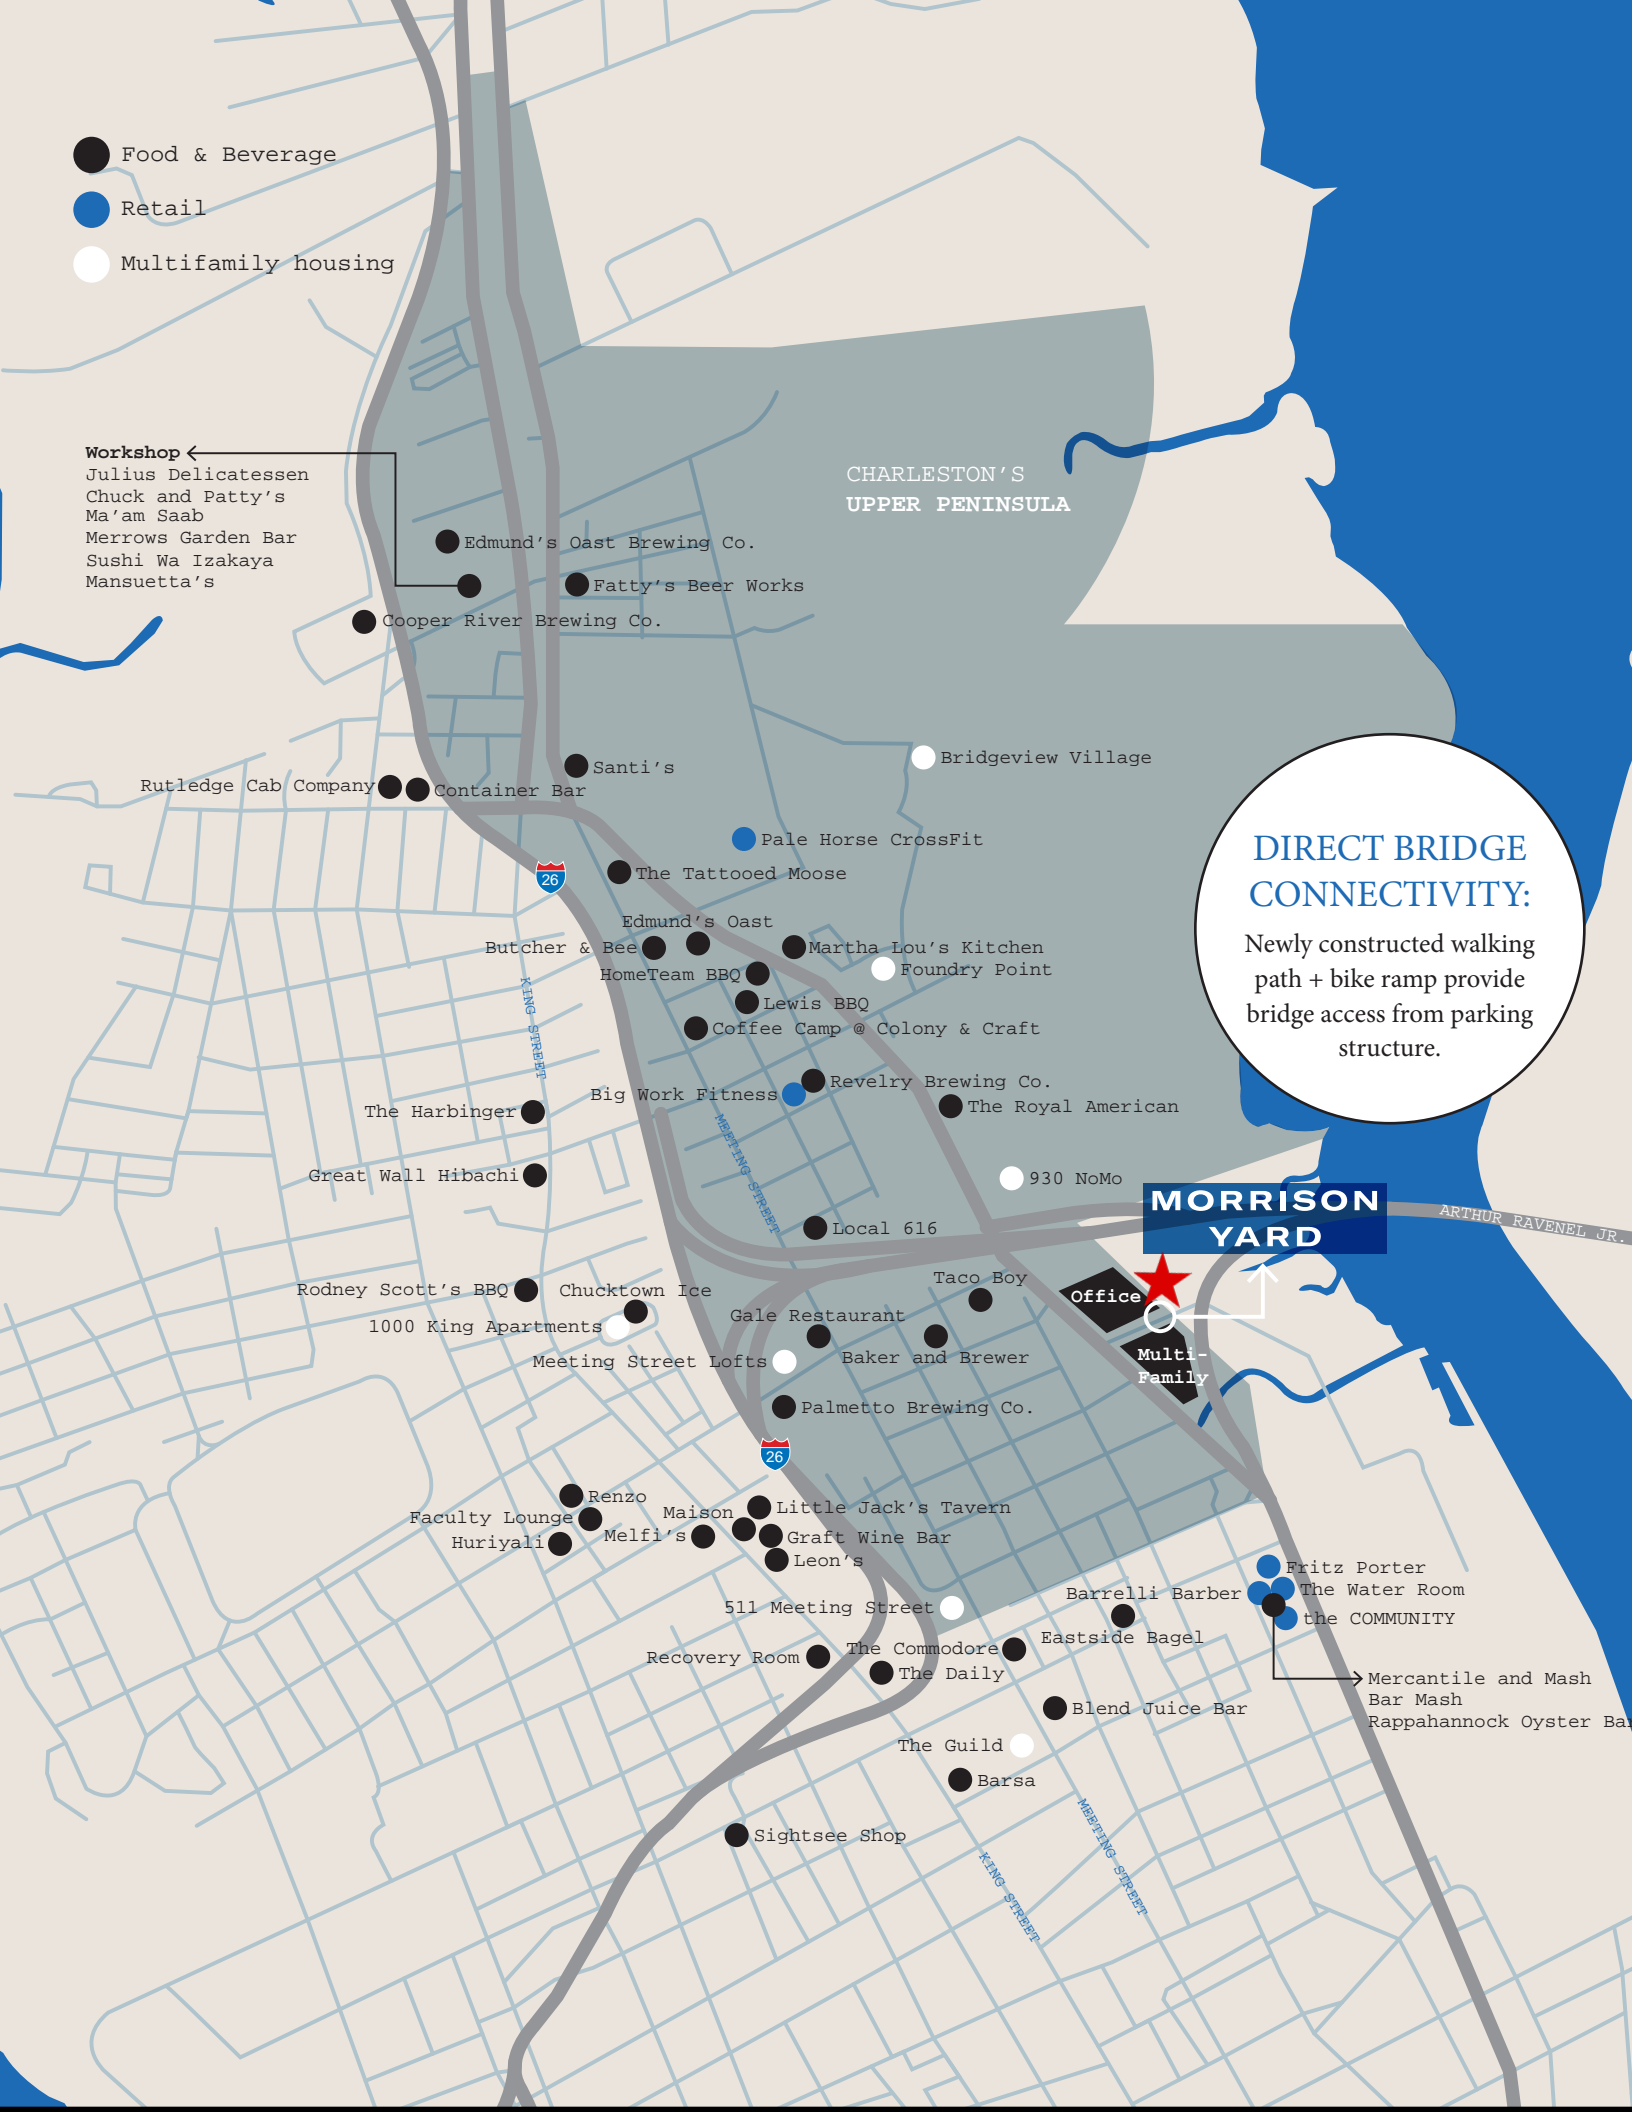 Food & Beverage
Retail
Multifamily housing
Workshop
Julius Delicatessen
Chuck and Patty's
Ma'am Saab
Merrows Garden Bar
Sushi Wa Izakaya
Mansuetta's
CHARLESTON'S
UPPER PENINSULA
Edmund's Oast Brewing Co.
Fatty's Beer Works
Cooper River Brewing Co.
Bridgeview Village
Santi's
Rutledge Cab Company
Container Bar
Pale Horse CrossFit
26
The Tattooed Moose
DIRECT BRIDGE
CONNECTIVITY:
Newly constructed walking
path + bike ramp provide
bridge access from parking
structure.
Edmund's Oast
Butcher & Bee
Martha Lou's Kitchen
HomeTeam BBQ
Foundry Point
Lewis BBQ
Coffee Camp @ Colony & Craft
KING STREET
Revelry Brewing Co.
Big Work Fitness
The Royal American
The Harbinger
MEETING STREET
Great Wall Hibachi
930 NoMo
MORRISON
YARD
ARTHUR RAVENEL JR.
Local 616
Taco Boy
Rodney Scott's BBQ
Chucktown Ice
Office
Gale Restaurant
1000 King Apartments
Meeting Street Lofts
Baker and Brewer
Multi-
Family
Palmetto Brewing Co.
26
Renzo
Faculty Lounge
Huriyali
Maison
Little Jack's Tavern
Melfi's
Graft Wine Bar
Leon's
Fritz Porter
Barrelli Barber
The Water Room
the COMMUNITY
511 Meeting Street
Eastside Bagel
The Commodore
Recovery Room
The Daily
Mercantile and Mash
Bar Mash
Rappahannock Oyster Bar
Blend Juice Bar
The Guild
Barsa
MEETING STREET
Sightsee Shop
KING STREET